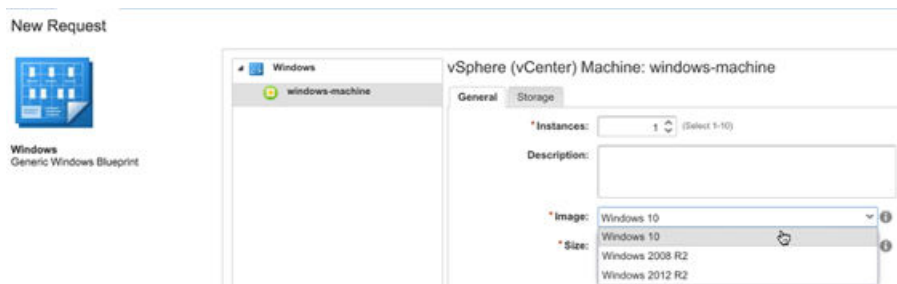 New Request
Windows
Generic Windows Blueprint
Windows
windows-machine
vSphere (vCenter) Machine: windows-machine
General Storage
*Instances: 1 (Select 1-10)
Description:
*Image: Windows 10
Windows 10
*Size:
Windows 2008 R2
Windows 2012 R2